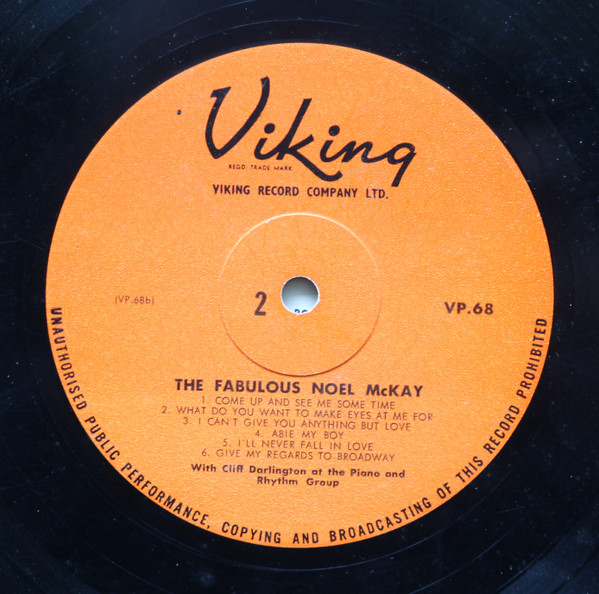 Viking
REGD. TRADE MARK
VIKING RECORD COMPANY LTD.
(VP.68b)
2
VP.68
THE FABULOUS NOEL McKAY
1. COME UP AND SEE ME SOME TIME
2. WHAT DO YOU WANT TO MAKE EYES AT ME FOR
3. I CAN'T GIVE YOU ANYTHING BUT LOVE
4. ABIE MY BOY
5. I'LL NEVER FALL IN LOVE
6. GIVE MY REGARDS TO BROADWAY
With Cliff Darlington at the Piano and
Rhythm Group
UNAUTHORISED PUBLIC PERFORMANCE, COPYING AND BROADCASTING OF THIS RECORD PROHIBITED